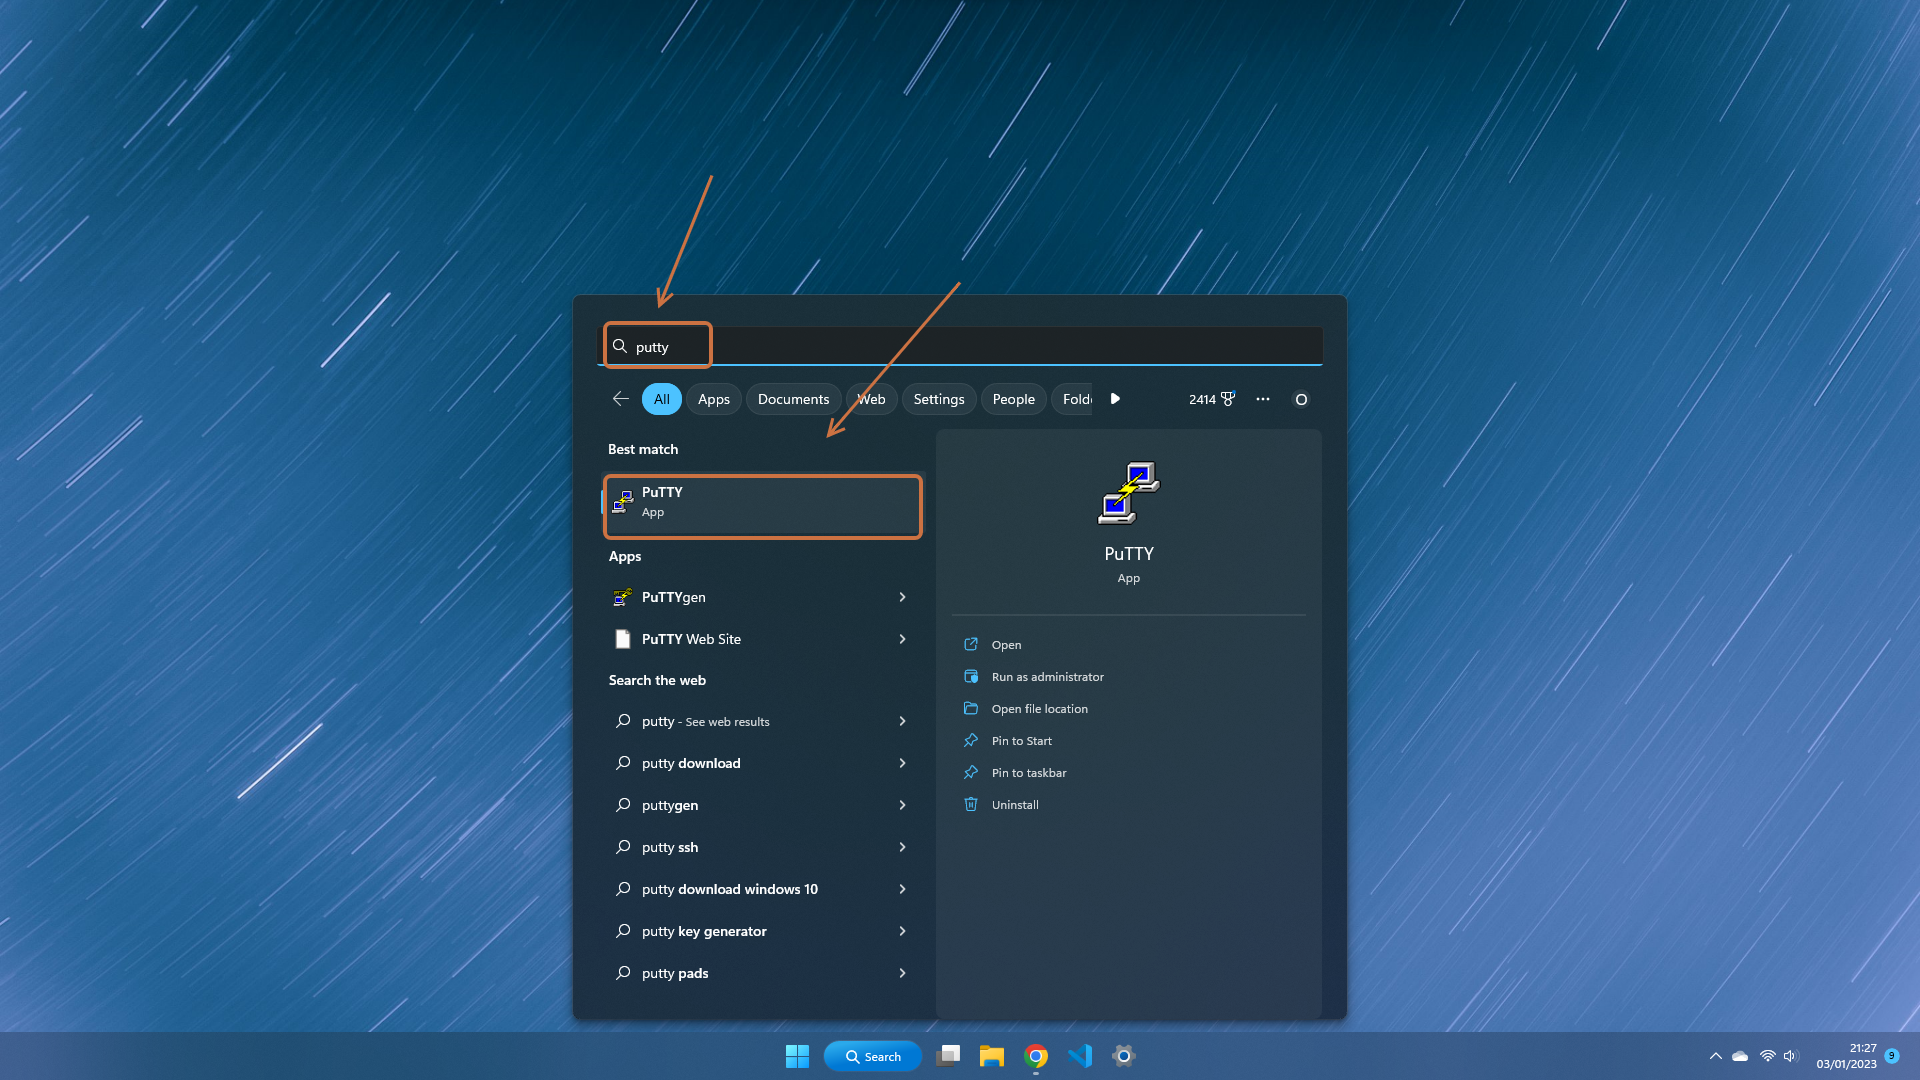 putty
All Apps Documents Web Settings People Folde 2414 O
Best match
PuTTY
App
Apps
PuTTYgen
PuTTY Web Site
Search the web
putty - See web results
putty download
puttygen
putty ssh
putty download windows 10
putty key generator
putty pads
PuTTY
App
Open
Run as administrator
Open file location
Pin to Start
Pin to taskbar
Uninstall
Search
21:27
03/01/2023
9